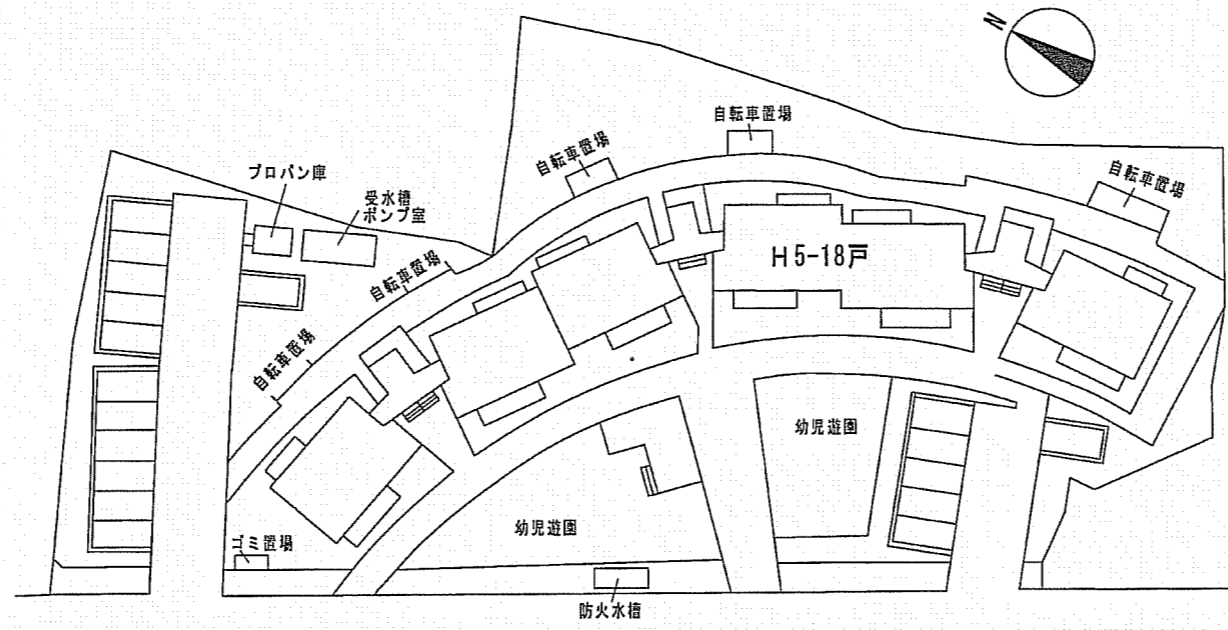 N
自転車置場
自転車置場
自転車置場
プロパン庫
受水槽
ポンプ室
H5-18戸
自転車置場
自転車置場
幼児遊園
幼児遊園
ゴミ置場
防火水槽